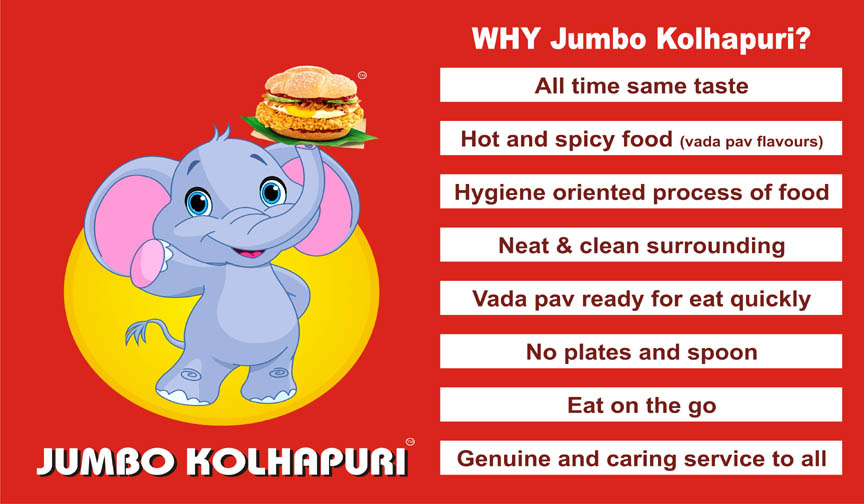 WHY Jumbo Kolhapuri?
All time same taste
Hot and spicy food (vada pav flavours)
Hygiene oriented process of food
Neat & clean surrounding
Vada pav ready for eat quickly
No plates and spoon
Eat on the go
Genuine and caring service to all
JUMBO KOLHAPURI